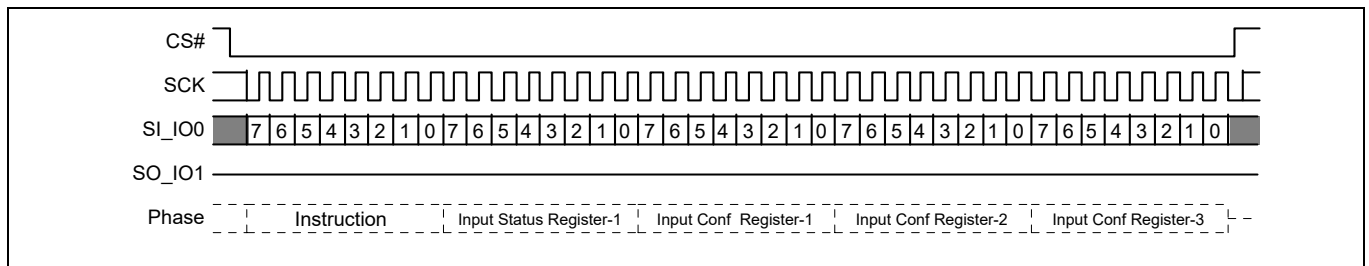 CS#
SCK
SI_IO0 7 6 5 4 3 2 1 0 7 6 5 4 3 2 1 0 7 6 5 4 3 2 1 0 7 6 5 4 3 2 1 0 7 6 5 4 3 2 1 0
SO_IO1
Phase Instruction Input Status Register-1 Input Conf Register-1 Input Conf Register-2 Input Conf Register-3